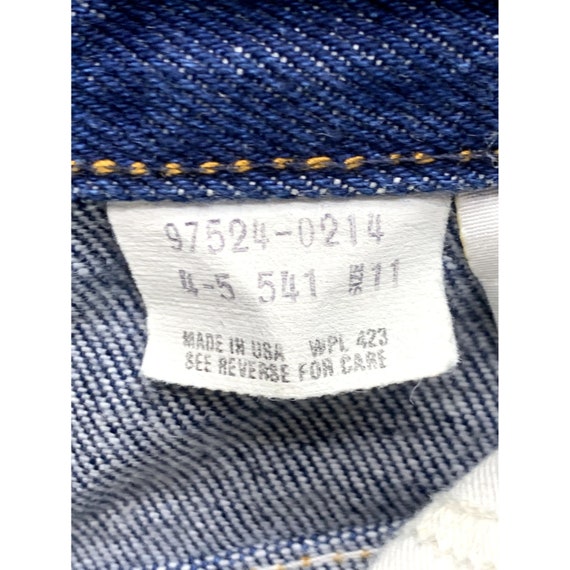 97524-0214
4-5 541 SIZE 11
MADE IN USA WPL 423
SEE REVERSE FOR CARE